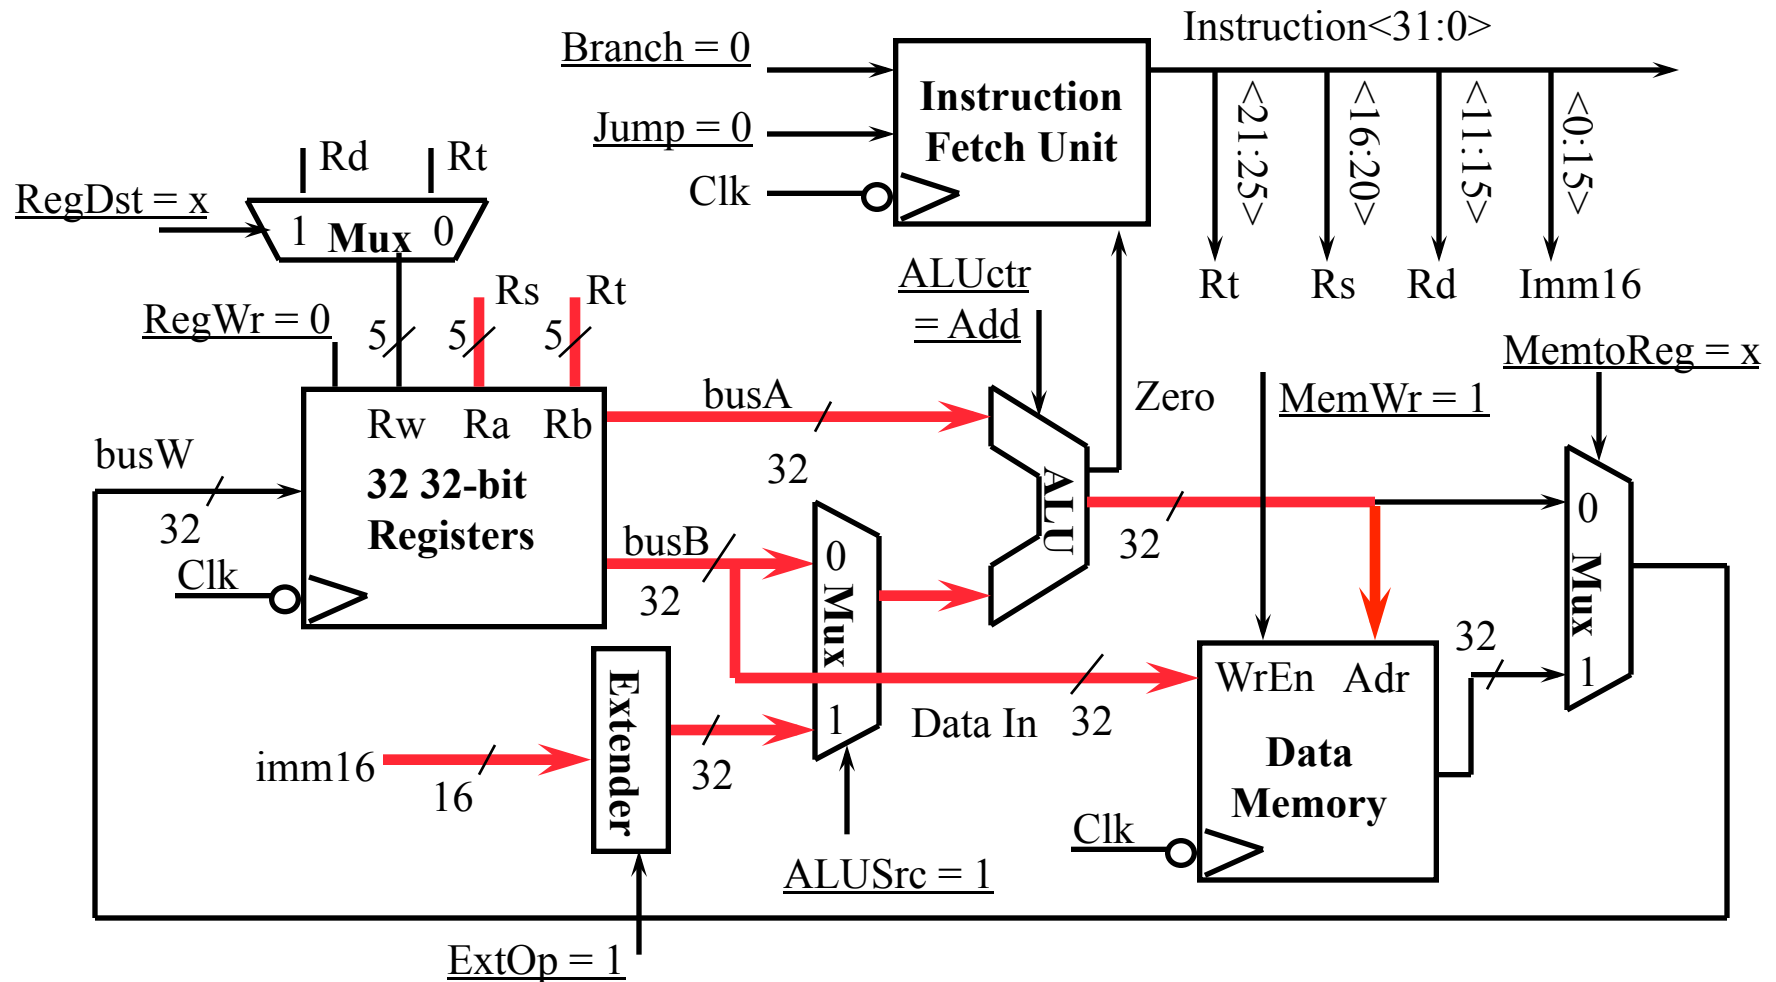 Instruction<31:0>
Branch = 0
Instruction
Fetch Unit
Jump = 0
Clk
<21:25>
<16:20>
<11:15>
<0:15>
Rd
Rt
RegDst = x
1
Mux
0
Rt
Rs
Rd
Imm16
ALUctr
= Add
Rs
Rt
RegWr = 0
5
5
5
MemtoReg = x
MemWr = 1
Zero
busA
32
Rw
Ra
Rb
32 32-bit
Registers
busW
32
Clk
busB
32
0
Mux
1
ALU
32
0
Mux
1
32
WrEn
Adr
Data
Memory
Clk
Data In
32
Extender
imm16
16
32
ALUSrc = 1
ExtOp = 1